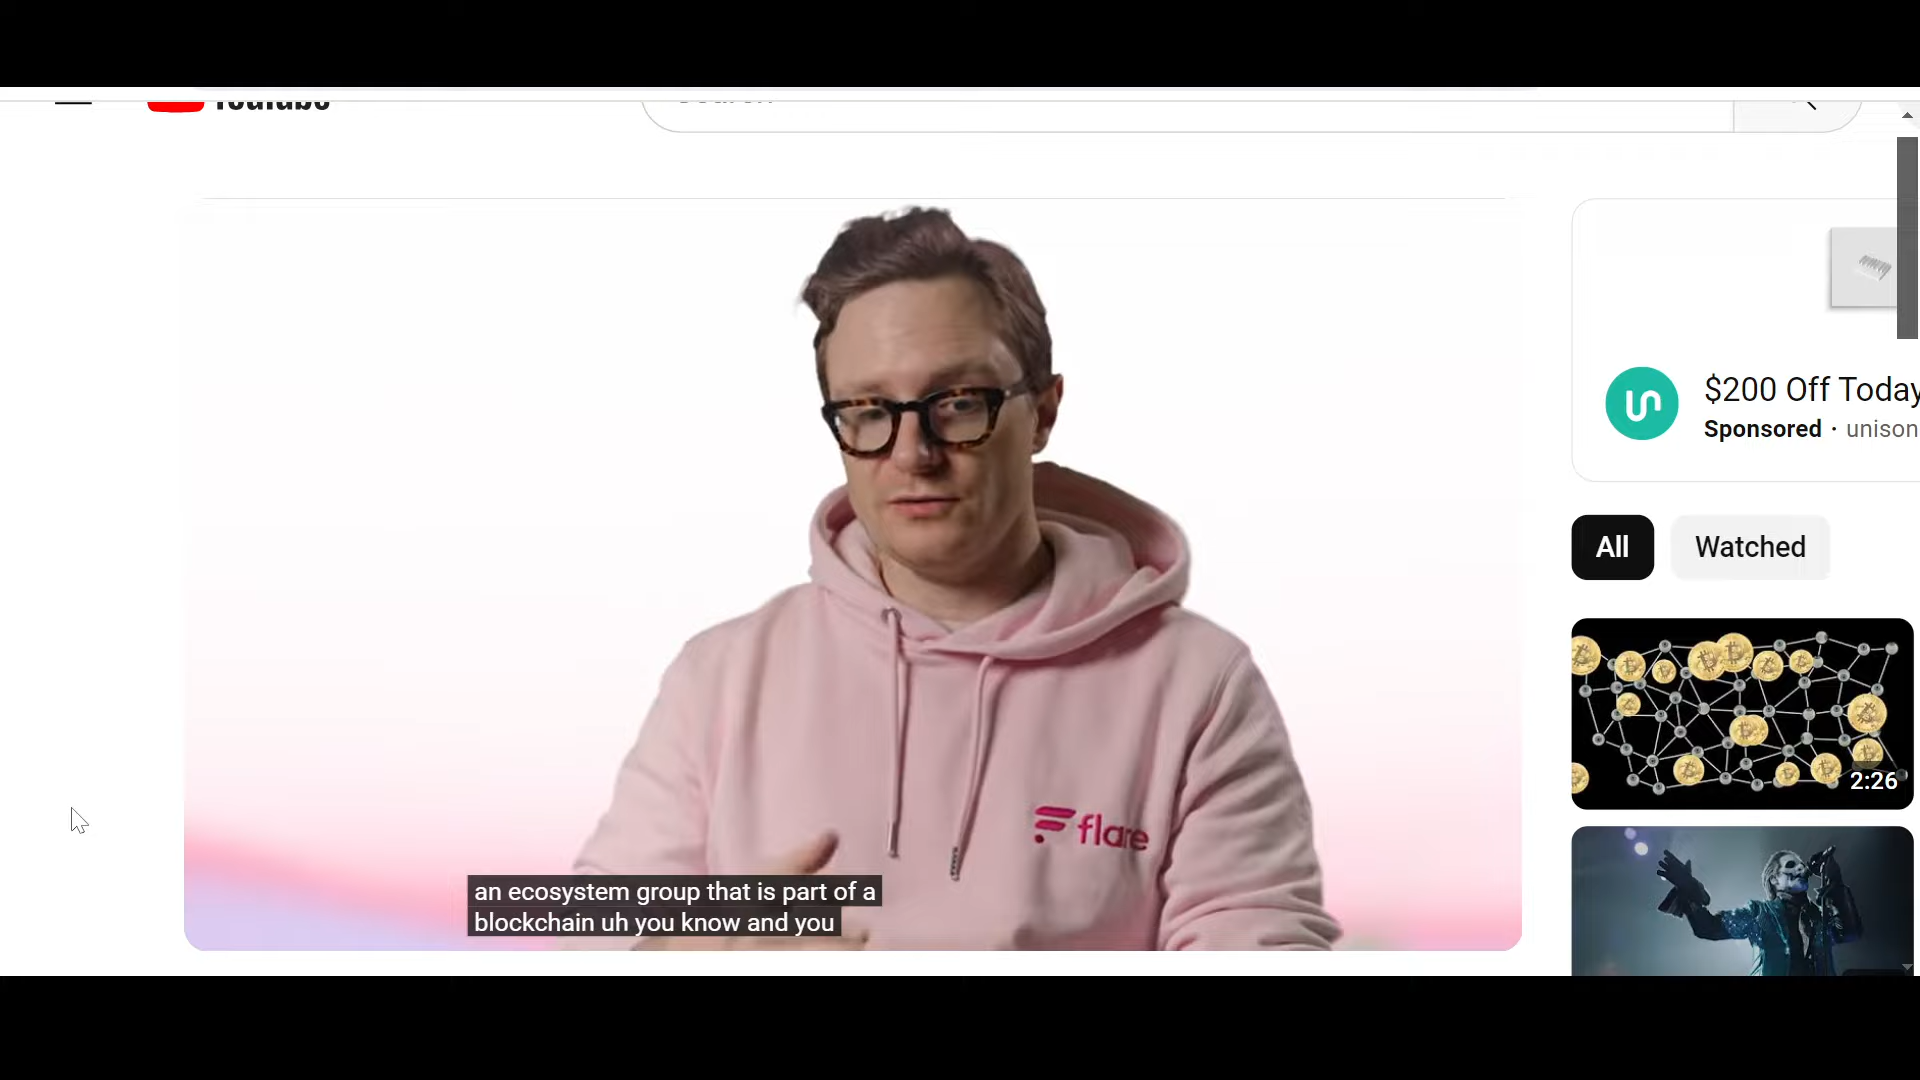 YouTube
$200 Off Today
Sponsored · unison
All
Watched
2:26
flare
an ecosystem group that is part of a
blockchain uh you know and you